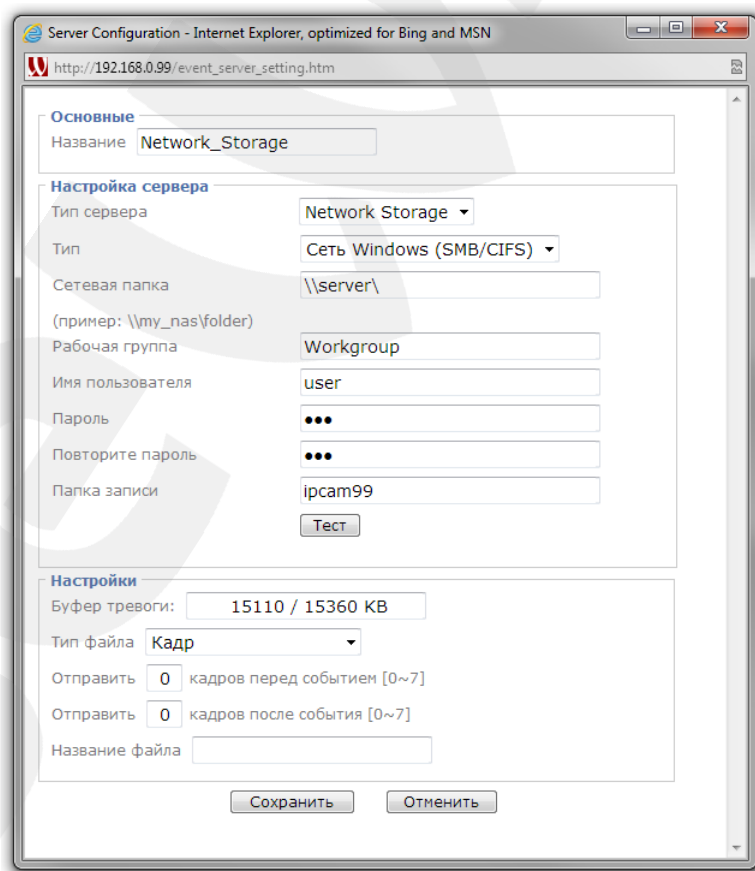 Server Configuration - Internet Explorer, optimized for Bing and MSN
http://192.168.0.99/event_server_setting.htm
Основные
Название Network_Storage
Настройка сервера
Тип сервера Network Storage
Тип Сеть Windows (SMB/CIFS)
Сетевая папка \\server\
(пример: \\my_nas\folder)
Рабочая группа Workgroup
Имя пользователя user
Пароль •••
Повторите пароль •••
Папка записи ipcam99
Тест
Настройки
Буфер тревоги: 15110 / 15360 KB
Тип файла Кадр
Отправить 0 кадров перед событием [0~7]
Отправить 0 кадров после события [0~7]
Название файла
Сохранить Отменить